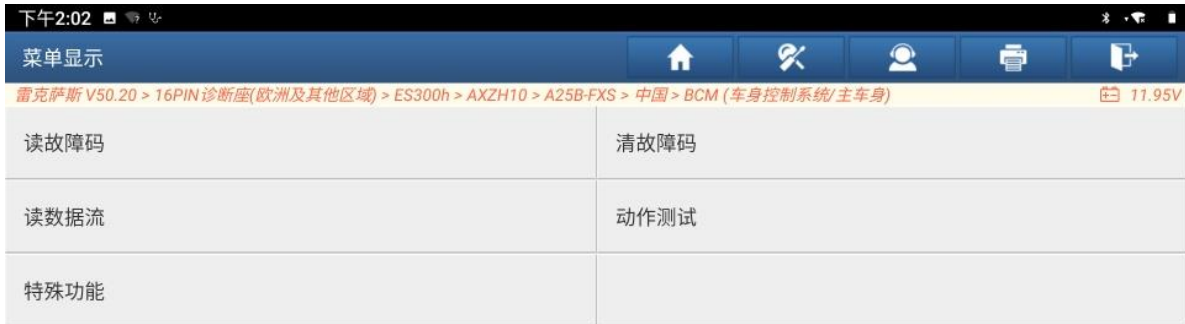 下午2:02
菜单显示
雷克萨斯 V50.20 > 16PIN诊断座(欧洲及其他区域) > ES300h > AXZH10 > A25B-FXS > 中国 > BCM (车身控制系统/主车身) 11.95V
读故障码 清故障码
读数据流 动作测试
特殊功能